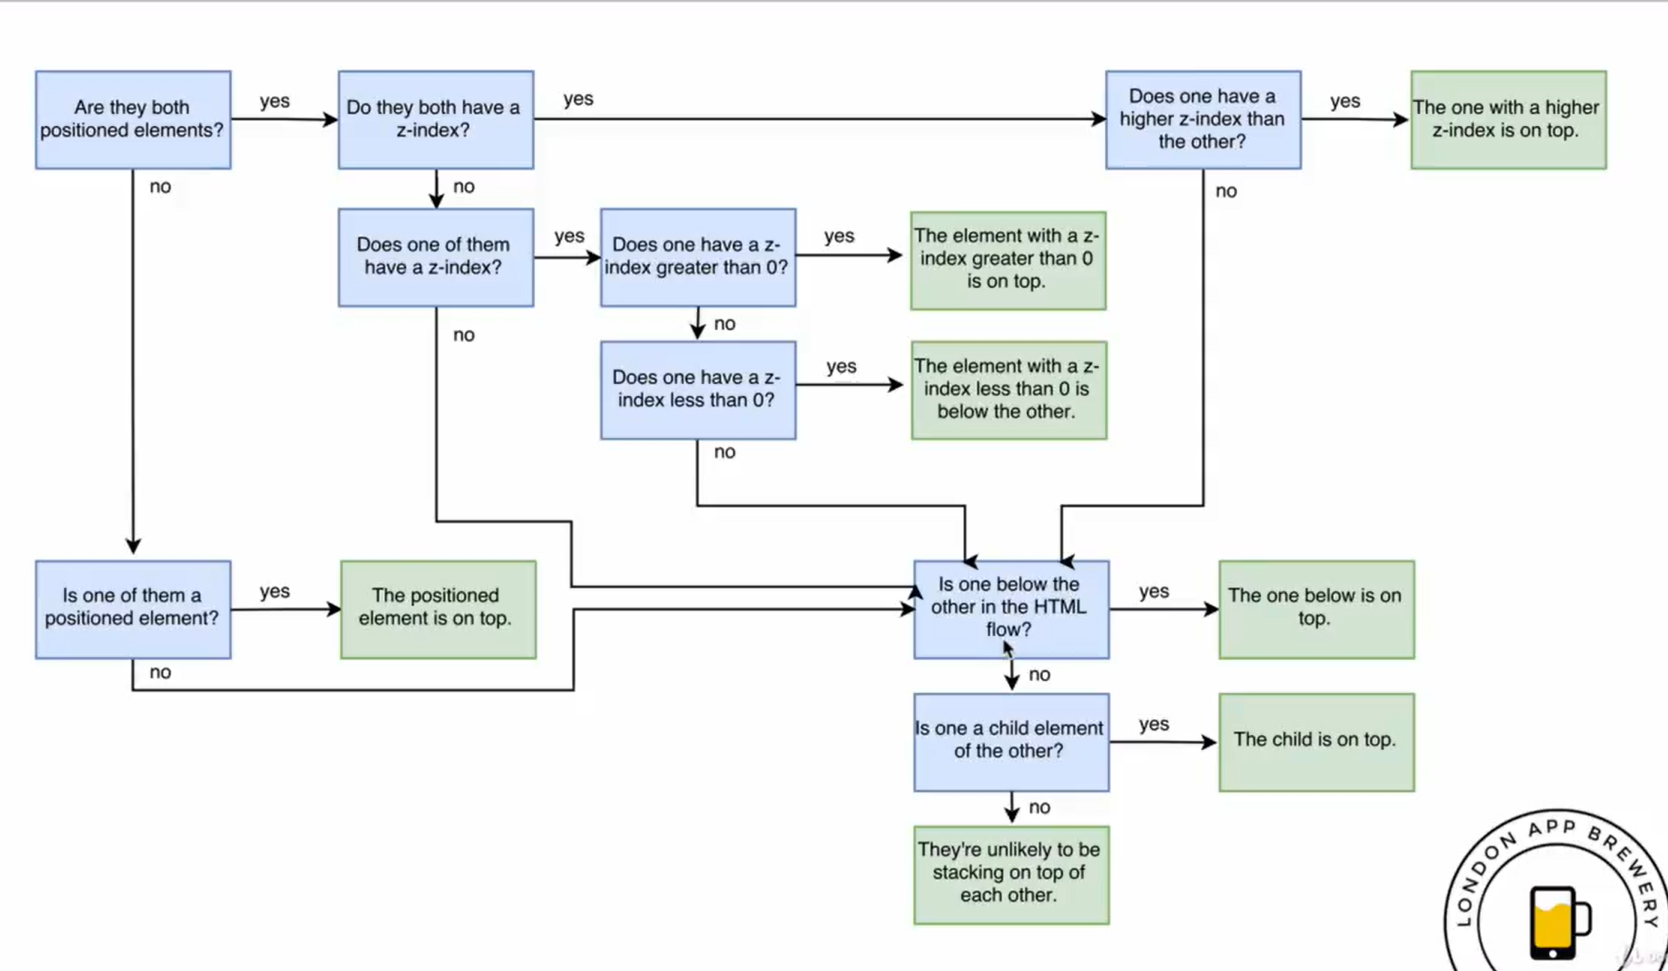 Are they both
positioned elements?
yes
Do they both have a
z-index?
yes
Does one have a
higher z-index than
the other?
yes
The one with a higher
z-index is on top.
no
no
no
Does one of them
have a z-index?
yes
Does one have a z-
index greater than 0?
yes
The element with a z-
index greater than 0
is on top.
no
no
Does one have a z-
index less than 0?
yes
The element with a z-
index less than 0 is
below the other.
no
Is one of them a
positioned element?
yes
The positioned
element is on top.
Is one below the
other in the HTML
flow?
yes
The one below is on
top.
no
no
Is one a child element
of the other?
yes
The child is on top.
no
They're unlikely to be
stacking on top of
each other.
LONDON APP BREWERY